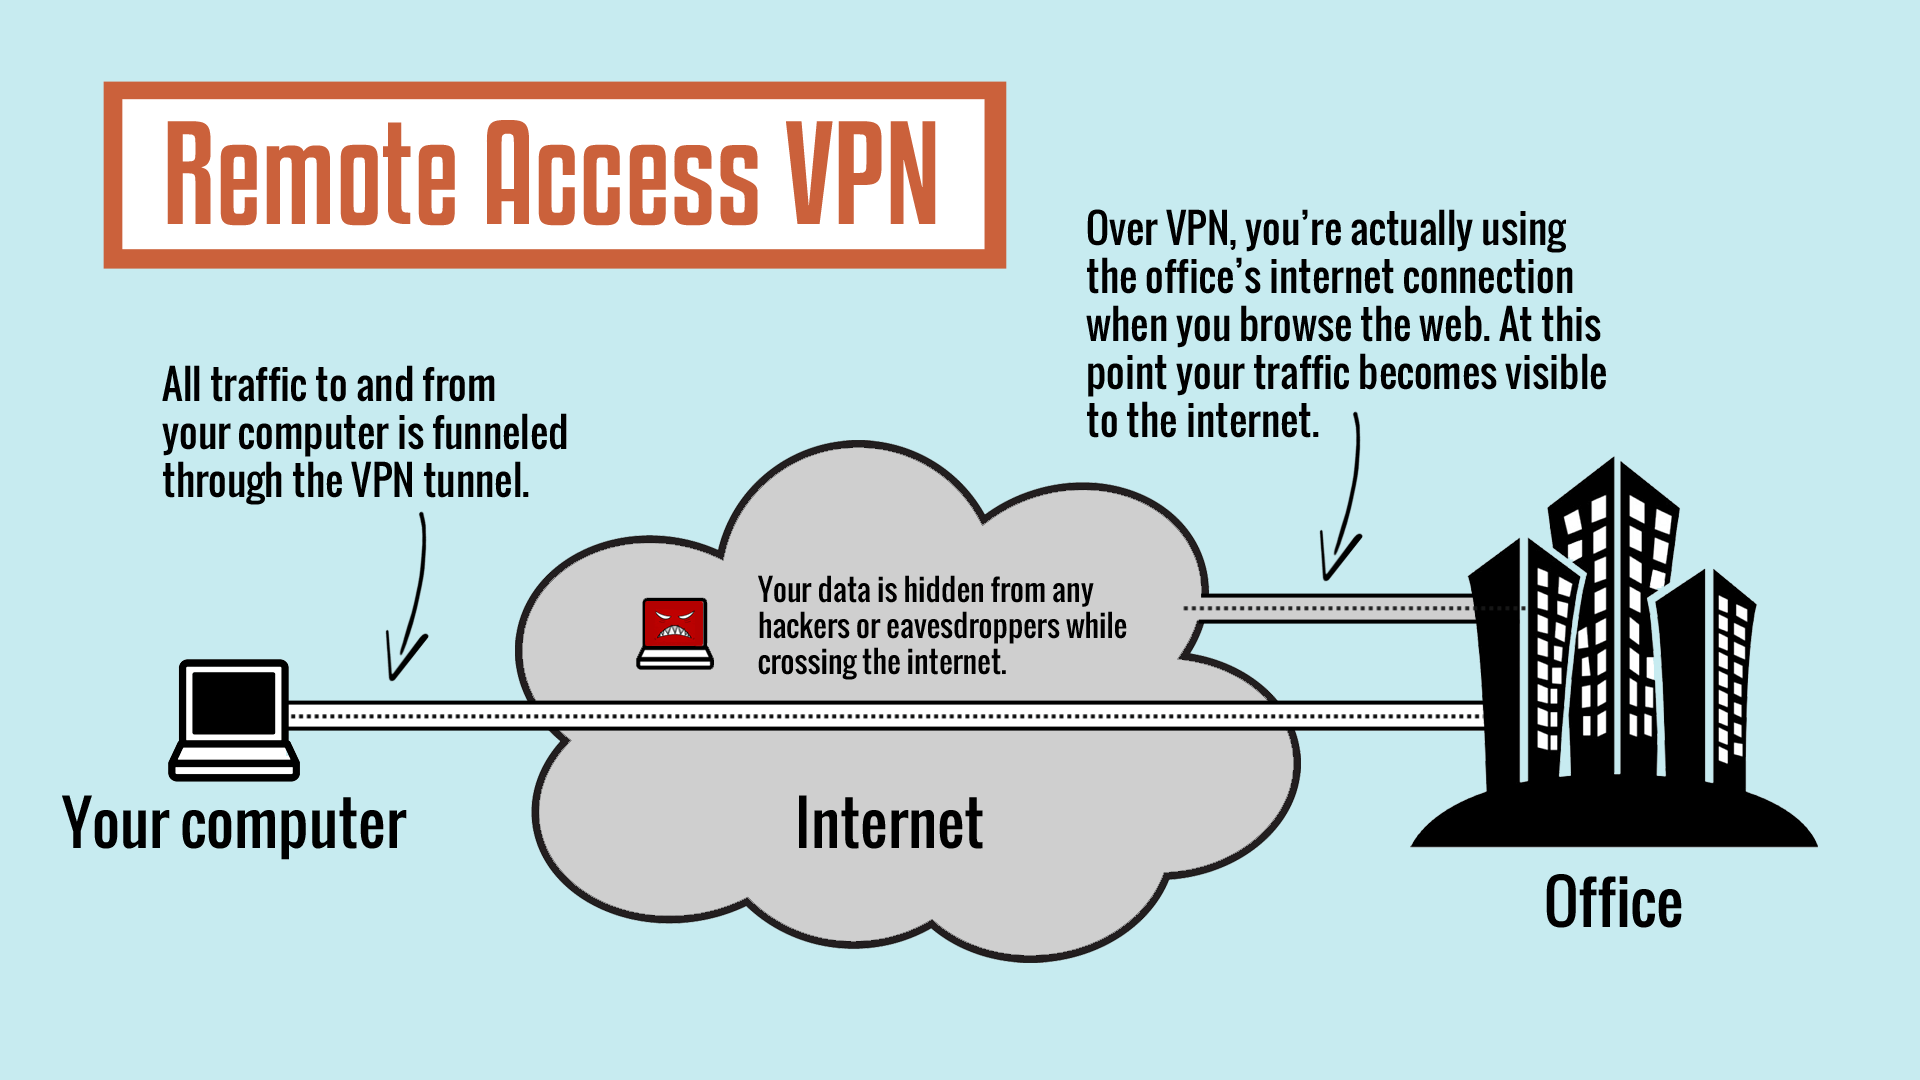 Remote Access VPN
Over VPN, you’re actually using
the office’s internet connection
when you browse the web. At this
point your traffic becomes visible
to the internet.
All traffic to and from
your computer is funneled
through the VPN tunnel.
Your data is hidden from any
hackers or eavesdroppers while
crossing the internet.
Your computer
Internet
Office